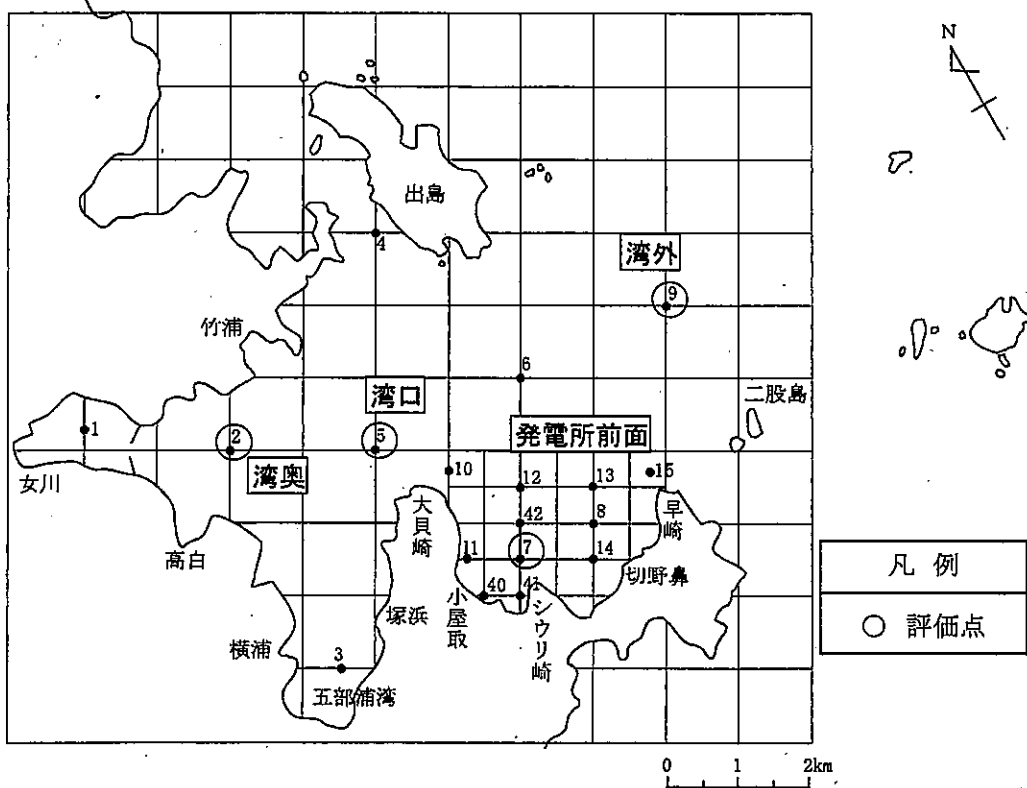 N
出島
4
湾外
9
竹浦
6
二股島
湾口
発電所前面
1
2
5
10
15
湾奥
12
13
女川
大貝崎
42
8
早崎
高白
11
7
14
切野鼻
40
41
小屋取
シウリ崎
塚浜
横浦
3
五部浦湾
凡例
○ 評価点
0 1 2km